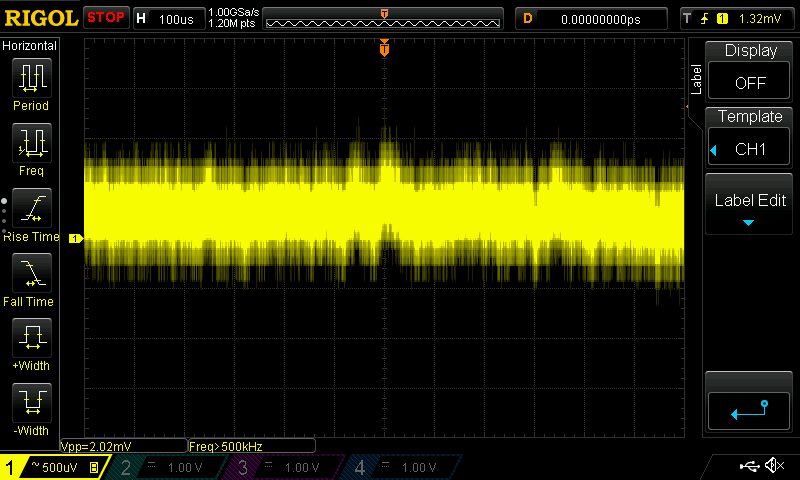 RIGOL STOP H 100us 1.00GSa/s 1.20M pts T D 0.00000000ps T 1 1.32mV
Horizontal
Period
Freq
Rise Time
Fall Time
+Width
-Width
T
1
Label
Display
OFF
Template
CH1
Label Edit
Vpp=2.02mV Freq>500kHz
1 ~ 500uV B 2 1.00 V 3 1.00 V 4 1.00 V